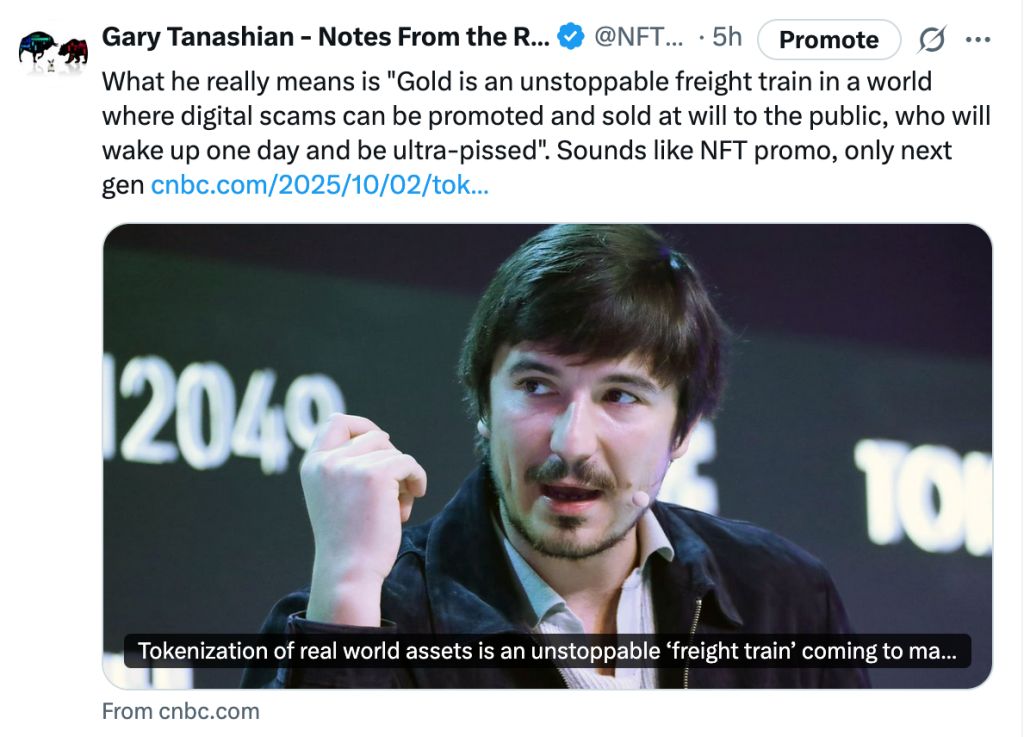 Gary Tanashian - Notes From the R... @NFT... · 5h Promote
What he really means is "Gold is an unstoppable freight train in a world
where digital scams can be promoted and sold at will to the public, who will
wake up one day and be ultra-pissed". Sounds like NFT promo, only next
gen cnbc.com/2025/10/02/tok...
2049
TO
Tokenization of real world assets is an unstoppable ‘freight train’ coming to ma...
From cnbc.com